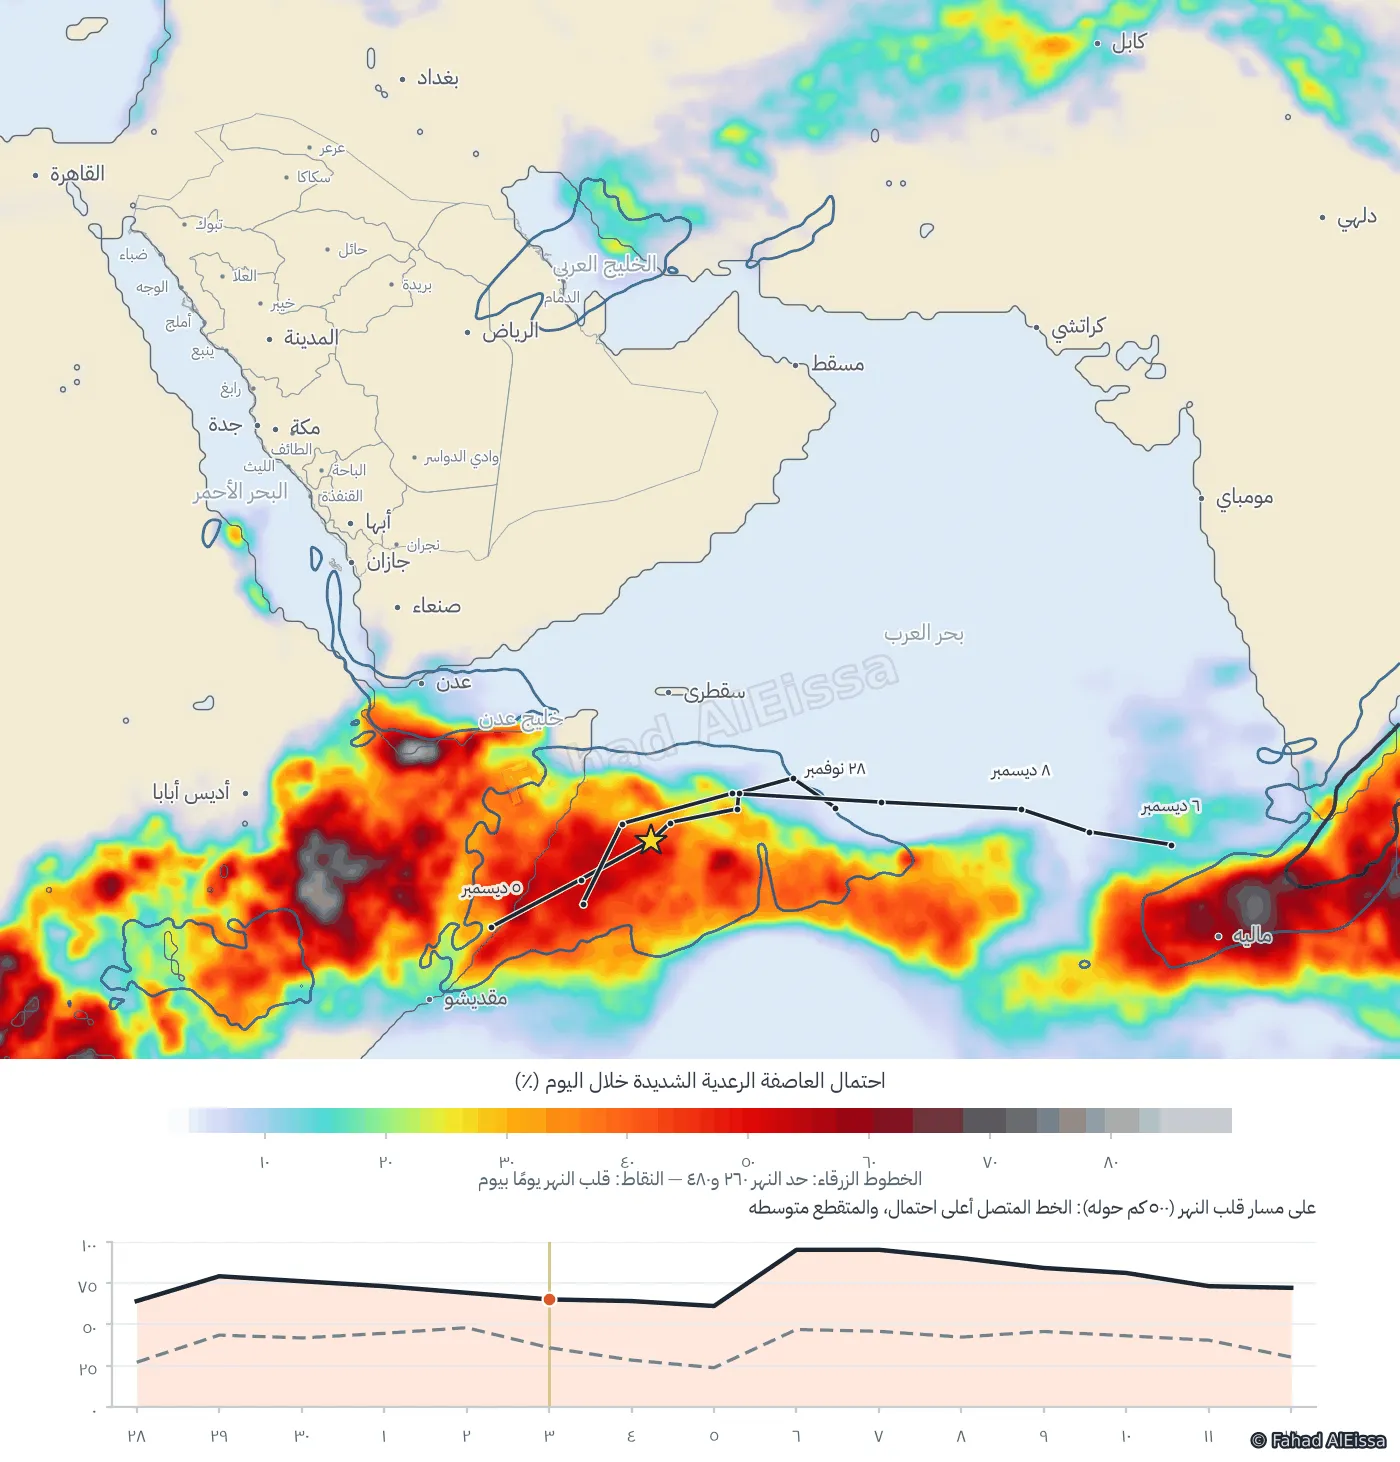 كابل
بغداد
عرعر
القاهرة
سكاكا
دلهي
تبوك
حائل
ضباء
العلا
الخليج العربي
الوجه
بريدة
خيبر
الدمام
أملج
الرياض
كراتشي
المدينة
ينبع
مسقط
رابغ
جدة
مكة
الطائف
وادي الدواسر
الليث
الباحة
البحر الأحمر
القنفذة
مومباي
أبها
نجران
جازان
صنعاء
بحر العرب
عدن
سقطرى
Fahad AlEissa
خليج عدن
٢٨ نوفمبر
٨ ديسمبر
أديس أبابا
٦ ديسمبر
٥ ديسمبر
ماليه
مقديشو
احتمال العاصفة الرعدية الشديدة خلال اليوم (٪)
١٠ ٢٠ ٣٠ ٤٠ ٥٠ ٦٠ ٧٠ ٨٠
الخطوط الزرقاء: حد النهر ٢٦٠ و٤٨٠ — النقاط: قلب النهر يومًا بيوم
على مسار قلب النهر (٥٠٠ كم حوله): الخط المتصل أعلى احتمال، والمتقطع متوسطه
١٠٠
٧٥
٥٠
٢٥
٠
٢٨ ٢٩ ٣٠ ١ ٢ ٣ ٤ ٥ ٦ ٧ ٨ ٩ ١٠ ١١
© Fahad AlEissa